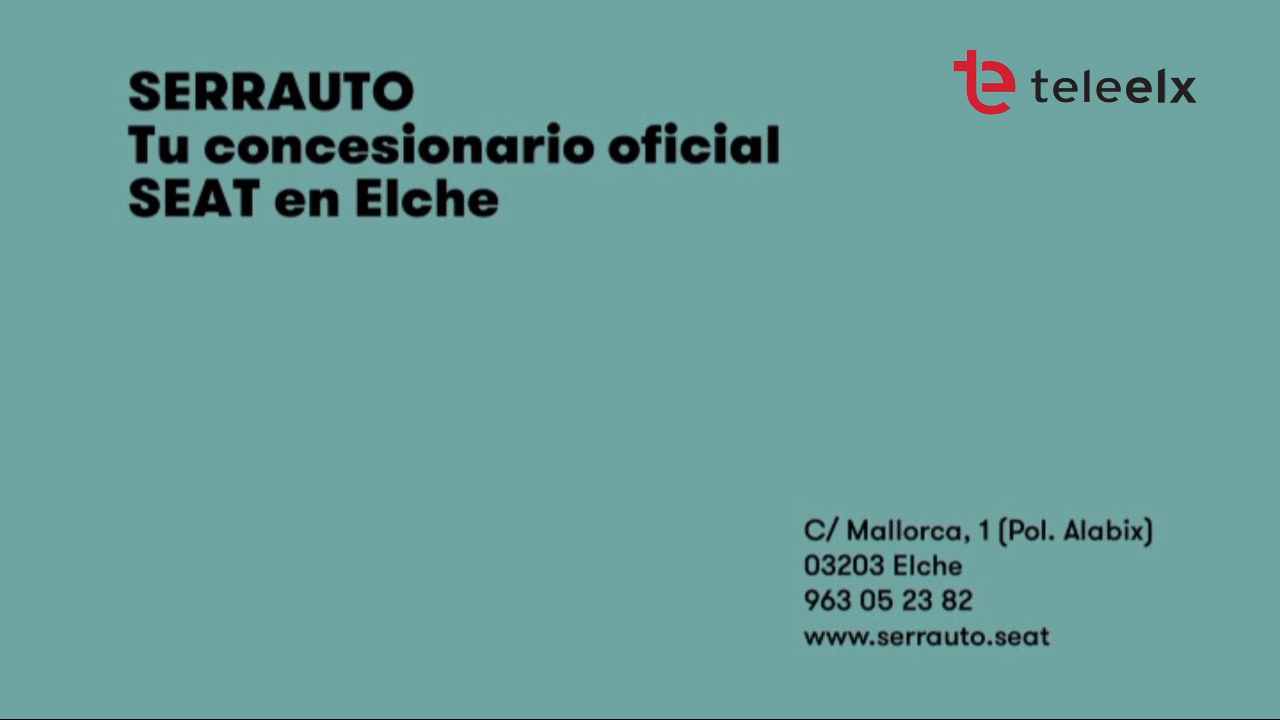 SERRAUTO
Tu concesionario oficial
SEAT en Elche
te teleelx
C/ Mallorca, 1 (Pol. Alabix)
03203 Elche
963 05 23 82
www.serrauto.seat